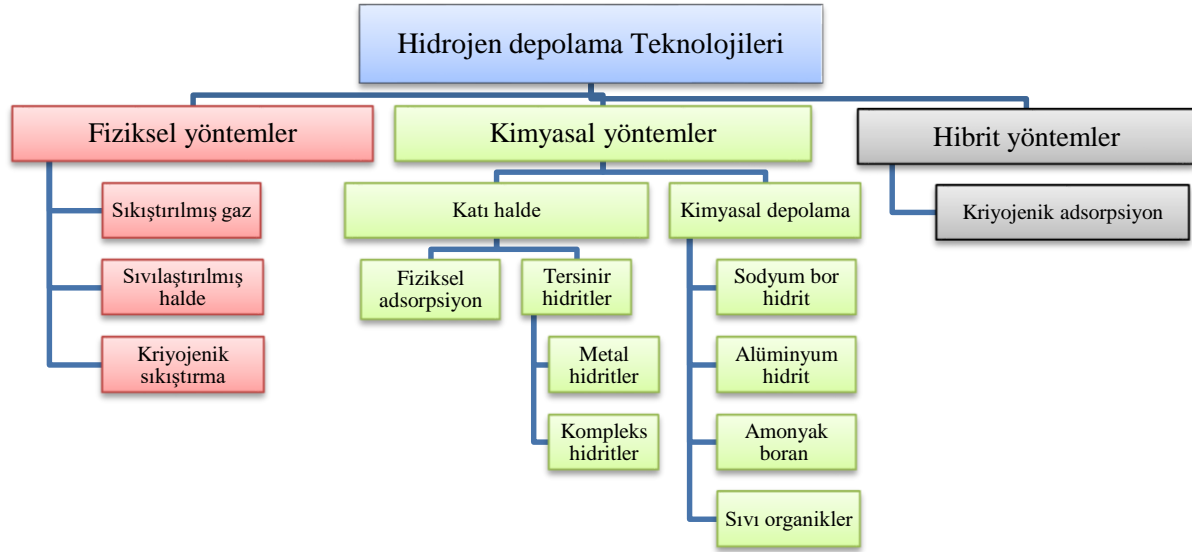 Hidrojen depolama Teknolojileri
Fiziksel yöntemler
Sıkıştırılmış gaz
Sıvılaştırılmış
halde
Kriyojenik
sıkıştırma
Kimyasal yöntemler
Katı halde
Fiziksel
adsorpsiyon
Tersinir
hidritler
Metal
hidritler
Kompleks
hidritler
Kimyasal depolama
Sodyum bor
hidrit
Alüminyum
hidrit
Amonyak
boran
Sıvı organikler
Hibrit yöntemler
Kriyojenik adsorpsiyon